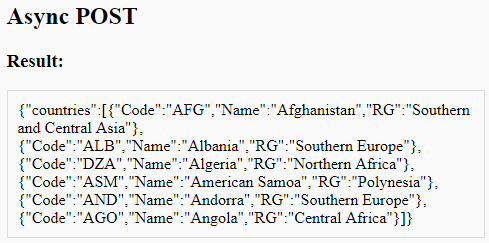 Async POST
Result:
{"countries":[{"Code":"AFG","Name":"Afghanistan","RG":"Southern
and Central Asia"},
{"Code":"ALB","Name":"Albania","RG":"Southern Europe"},
{"Code":"DZA","Name":"Algeria","RG":"Northern Africa"},
{"Code":"ASM","Name":"American Samoa","RG":"Polynesia"},
{"Code":"AND","Name":"Andorra","RG":"Southern Europe"},
{"Code":"AGO","Name":"Angola","RG":"Central Africa"}]}